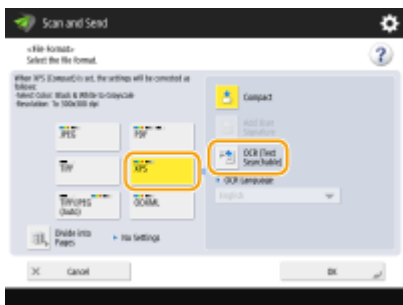 Scan and Send
<File Format>
Select the file format.
When XPS (Compact) is set, the settings will be corrected as
follows:
-Select Color: Black & White to Grayscale
-Resolution: To 300x300 dpi
Compact
JPEG
PDF
Add User
Signature
TIFF
XPS
OCR (Text
Searchable)
OCR Language
English
TIFF/JPEG
(Auto)
OOXML
Divide into
Pages
No Settings
Cancel
OK